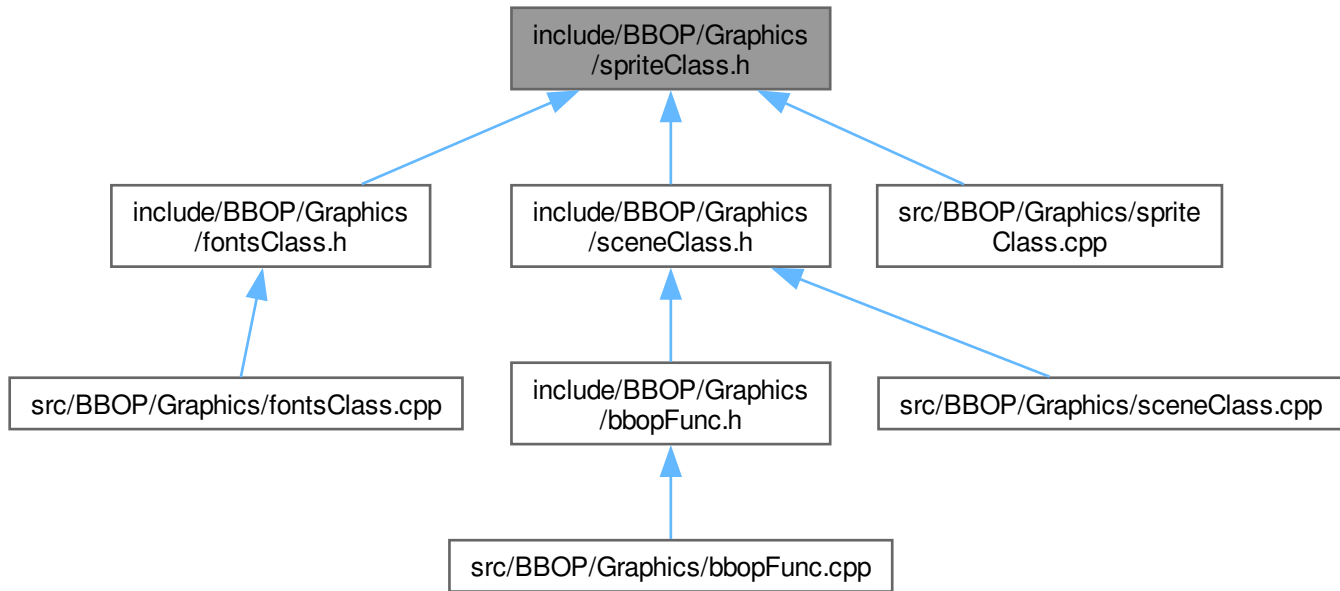 include/BBOP/Graphics
/spriteClass.h
include/BBOP/Graphics
/fontsClass.h
include/BBOP/Graphics
/sceneClass.h
src/BBOP/Graphics/sprite
Class.cpp
src/BBOP/Graphics/fontsClass.cpp
include/BBOP/Graphics
/bbopFunc.h
src/BBOP/Graphics/sceneClass.cpp
src/BBOP/Graphics/bbopFunc.cpp